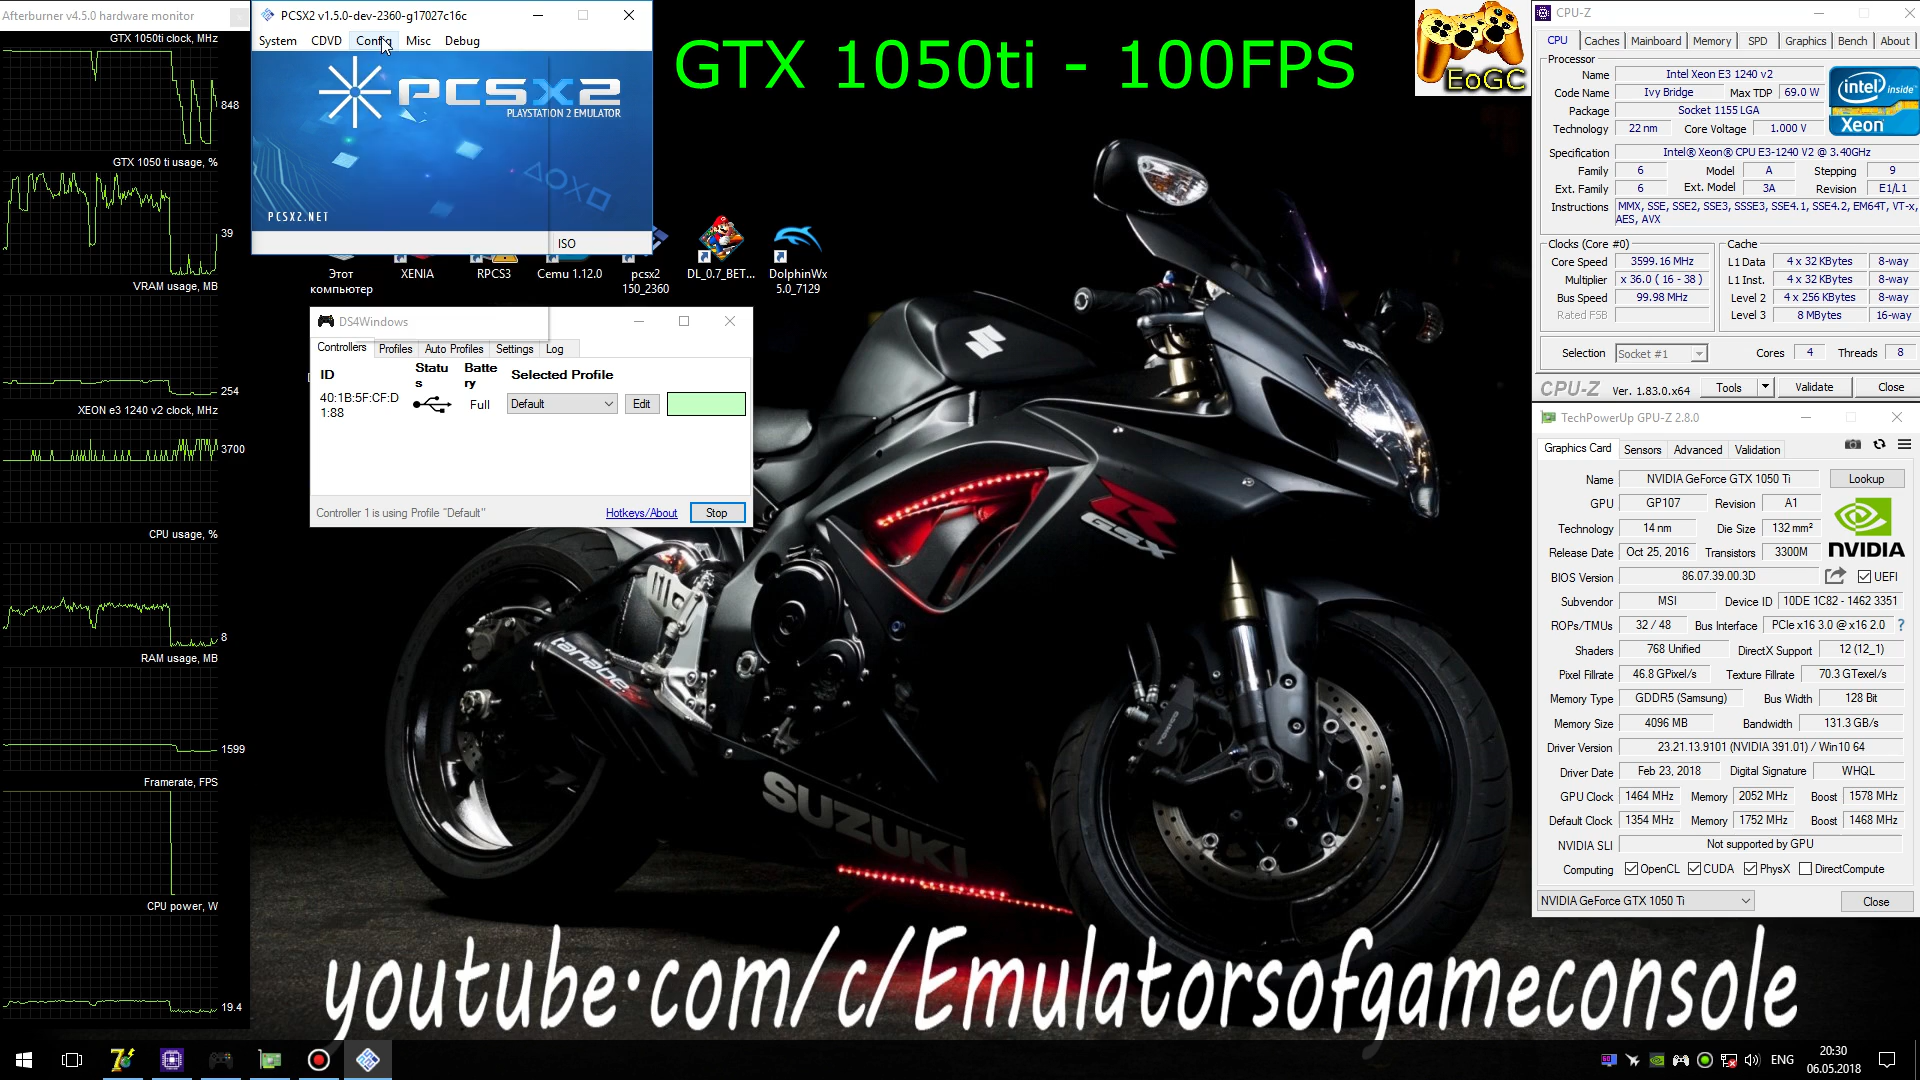 Afterburner v4.5.0 hardware monitor
GTX 1050ti clock, MHz
848
GTX 1050 ti usage, %
39
VRAM usage, MB
254
XEON e3 1240 v2 clock, MHz
3700
CPU usage, %
8
RAM usage, MB
1599
Framerate, FPS
CPU power, W
19.4
PCSX2 v1.5.0-dev-2360-g17027c16c
System CDVD Config Misc Debug
PCSX2
PLAYSTATION 2 EMULATOR
PCSX2.NET
ISO
GTX 1050ti - 100FPS
EoGC
Этот
компьютер
XENIA
RPCS3
Cemu 1.12.0
pcsx2
150_2360
DL_0.7_BET...
DolphinWx
5.0_7129
DS4Windows
Controllers Profiles Auto Profiles Settings Log
ID
Statu
s
Batte
ry
Selected Profile
40:1B:5F:CF:D
1:88
Full
Default
Edit
Controller 1 is using Profile "Default"
Hotkeys/About
Stop
CPU-Z
CPU Caches Mainboard Memory SPD Graphics Bench About
Processor
Name Intel Xeon E3 1240 v2
Code Name Ivy Bridge Max TDP 69.0 W
Package Socket 1155 LGA
Technology 22 nm Core Voltage 1.000 V
intel inside™
Xeon
Specification Intel® Xeon® CPU E3-1240 V2 @ 3.40GHz
Family 6 Model A Stepping 9
Ext. Family 6 Ext. Model 3A Revision E1/L1
Instructions MMX, SSE, SSE2, SSE3, SSSE3, SSE4.1, SSE4.2, EM64T, VT-x,
AES, AVX
Clocks (Core #0)
Core Speed 3599.16 MHz
Multiplier x 36.0 ( 16 - 38 )
Bus Speed 99.98 MHz
Rated FSB
Cache
L1 Data 4 x 32 KBytes 8-way
L1 Inst. 4 x 32 KBytes 8-way
Level 2 4 x 256 KBytes 8-way
Level 3 8 MBytes 16-way
Selection Socket #1 Cores 4 Threads 8
CPU-Z Ver. 1.83.0.x64 Tools Validate Close
TechPowerUp GPU-Z 2.8.0
Graphics Card Sensors Advanced Validation
Name NVIDIA GeForce GTX 1050 Ti Lookup
GPU GP107 Revision A1
Technology 14 nm Die Size 132 mm²
Release Date Oct 25, 2016 Transistors 3300M
NVIDIA
BIOS Version 86.07.39.00.3D UEFI
Subvendor MSI Device ID 10DE 1C82 - 1462 3351
ROPs/TMUs 32 / 48 Bus Interface PCIe x16 3.0 @ x16 2.0 ?
Shaders 768 Unified DirectX Support 12 (12_1)
Pixel Fillrate 46.8 GPixel/s Texture Fillrate 70.3 GTexel/s
Memory Type GDDR5 (Samsung) Bus Width 128 Bit
Memory Size 4096 MB Bandwidth 131.3 GB/s
Driver Version 23.21.13.9101 (NVIDIA 391.01) / Win10 64
Driver Date Feb 23, 2018 Digital Signature WHQL
GPU Clock 1464 MHz Memory 2052 MHz Boost 1578 MHz
Default Clock 1354 MHz Memory 1752 MHz Boost 1468 MHz
NVIDIA SLI Not supported by GPU
Computing OpenCL CUDA PhysX DirectCompute
NVIDIA GeForce GTX 1050 Ti Close
R
GSX
tanabe
SUZUKI
youtube.com/c/Emulatorsofgameconsole
ENG
20:30
06.05.2018